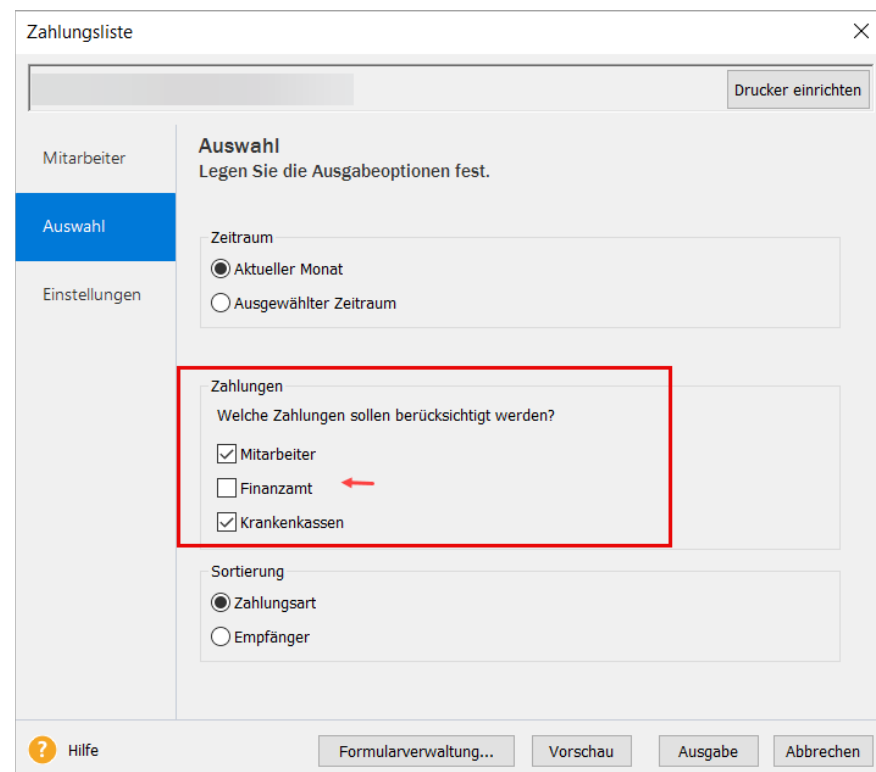 Zahlungsliste
Drucker einrichten
Mitarbeiter
Auswahl
Einstellungen
Auswahl
Legen Sie die Ausgabeoptionen fest.
Zeitraum
Aktueller Monat
Ausgewählter Zeitraum
Zahlungen
Welche Zahlungen sollen berücksichtigt werden?
Mitarbeiter
Finanzamt
Krankenkassen
Sortierung
Zahlungsart
Empfänger
? Hilfe
Formularverwaltung...
Vorschau
Ausgabe
Abbrechen